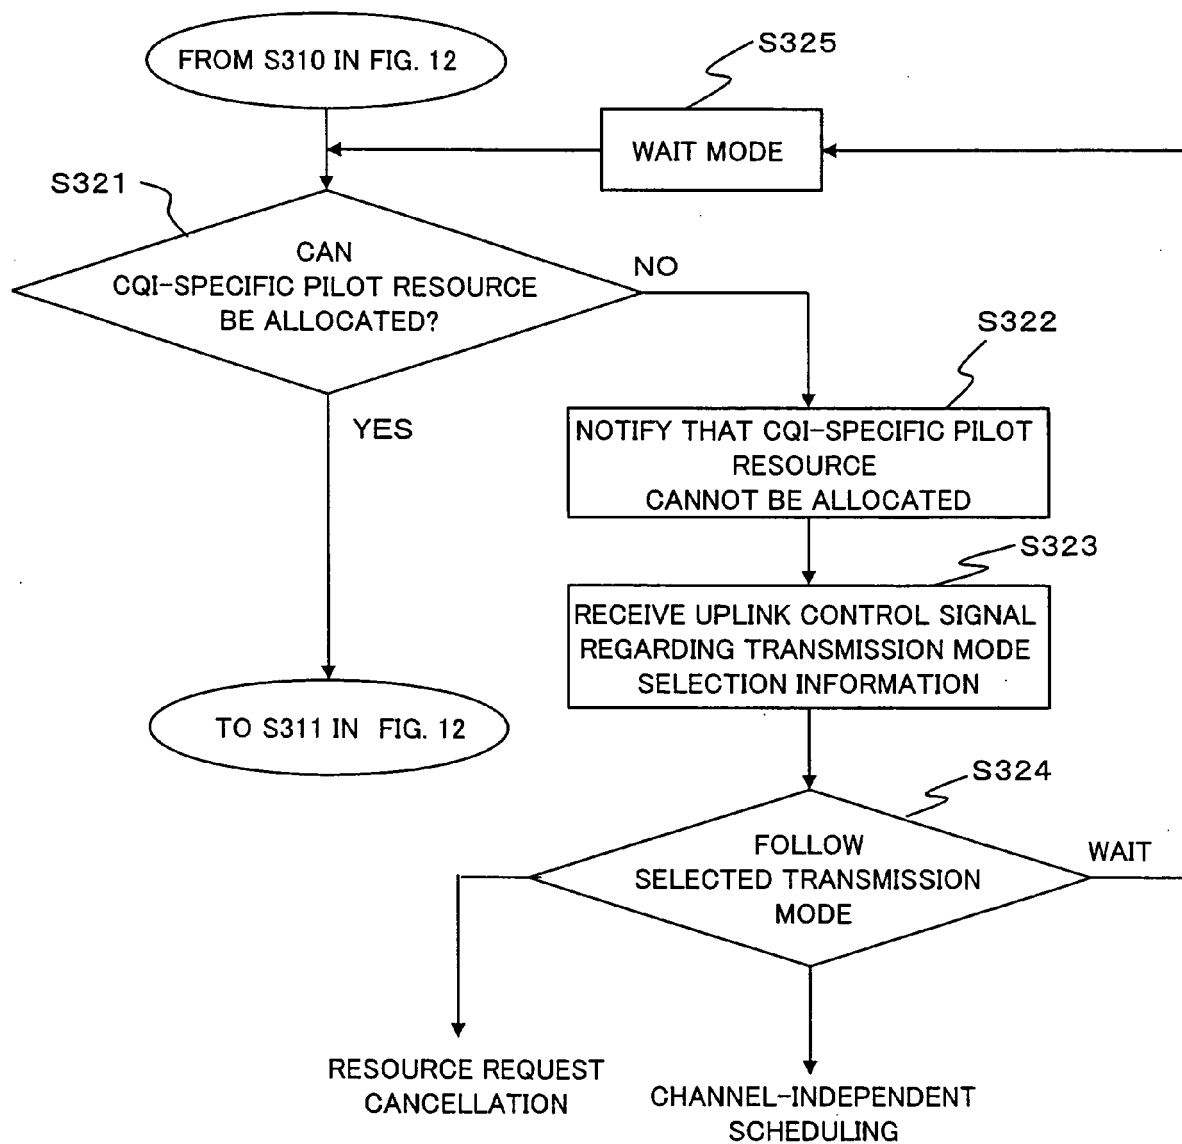 FROM S310 IN FIG. 12
S325
WAIT MODE
S321
CAN
CQI-SPECIFIC PILOT RESOURCE
BE ALLOCATED?
NO
YES
S322
NOTIFY THAT CQI-SPECIFIC PILOT
RESOURCE
CANNOT BE ALLOCATED
S323
RECEIVE UPLINK CONTROL SIGNAL
REGARDING TRANSMISSION MODE
SELECTION INFORMATION
TO S311 IN FIG. 12
S324
FOLLOW
SELECTED TRANSMISSION
MODE
WAIT
RESOURCE REQUEST
CANCELLATION
CHANNEL-INDEPENDENT
SCHEDULING